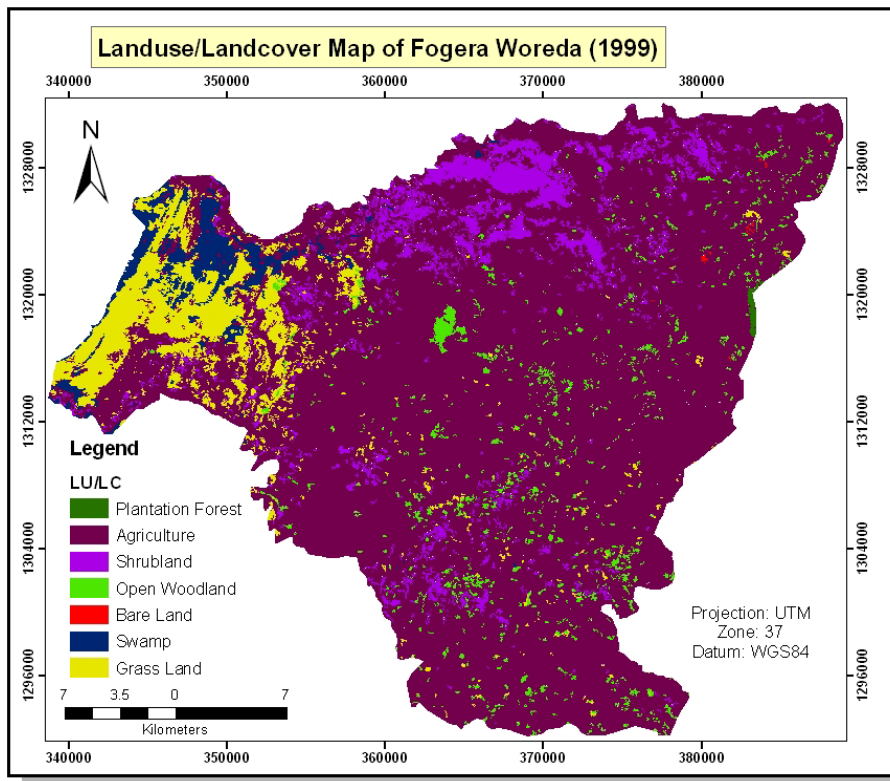 Landuse/Landcover Map of Fogera Woreda (1999)
340000 350000 360000 370000 380000
N
1328000 1328000
1320000 1320000
1312000 1312000
Legend
LU/LC
Plantation Forest
Agriculture
Shrubland
Open Woodland
Bare Land
Swamp
Grass Land
1304000 1304000
Projection: UTM
Zone: 37
Datum: WGS84
1296000 1296000
7 3.5 0 7
Kilometers
340000 350000 360000 370000 380000